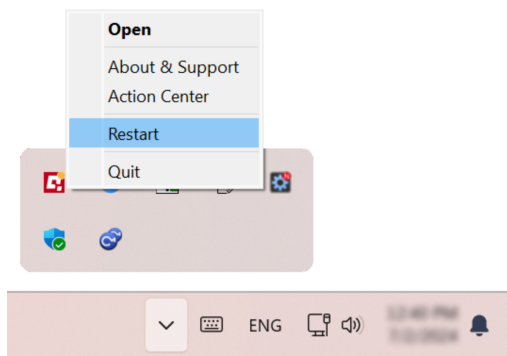 Open
About & Support
Action Center
Restart
Quit
ENG